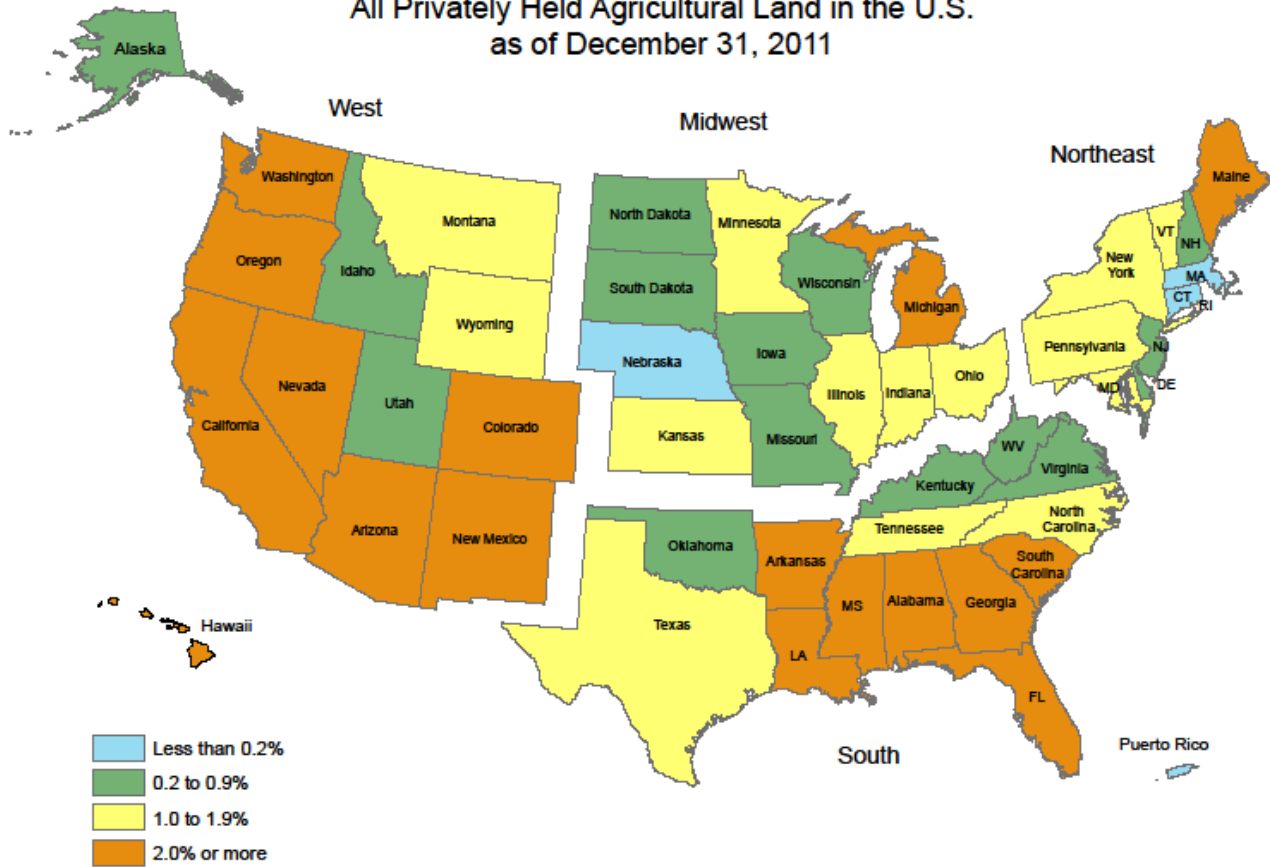 All Privately Held Agricultural Land in the U.S.
as of December 31, 2011
Alaska
West
Midwest
Northeast
Washington
Montana
Oregon
Idaho
Wyoming
Nevada
Utah
California
Colorado
Arizona
New Mexico
Hawaii
North Dakota
Minnesota
South Dakota
Wisconsin
Michigan
Nebraska
Iowa
Illinois
Indiana
Ohio
Kansas
Missouri
Maine
VT
NH
New
York
MA
CT
RI
Pennsylvania
NJ
MD
DE
WV
Virginia
Kentucky
Tennessee
North
Carolina
Oklahoma
Arkansas
South
Carolina
Texas
LA
MS
Alabama
Georgia
FL
South
Puerto Rico
Less than 0.2%
0.2 to 0.9%
1.0 to 1.9%
2.0% or more